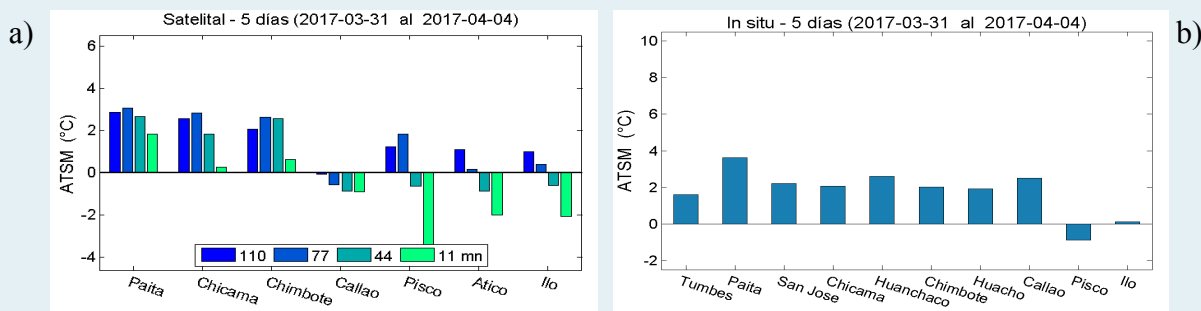 a)
Satelital - 5 días (2017-03-31 al 2017-04-04)
6
4
2
0
-2
-4
ATSM (°C)
110 77 44 11 mn
Paita Chicama Chimbote Callao Pisco Atico Ilo
In situ - 5 días (2017-03-31 al 2017-04-04)
b)
10
8
6
4
2
0
-2
ATSM (°C)
Tumbes Paita San Jose Chicama Huanchaco Chimbote Huacho Callao Pisco Ilo